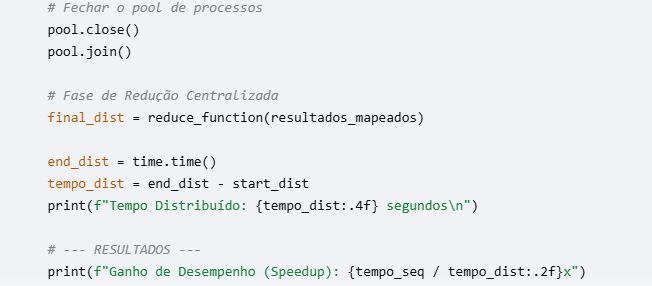 # Fechar o pool de processos
pool.close()
pool.join()
# Fase de Redução Centralizada
final_dist = reduce_function(resultados_mapeados)
end_dist = time.time()
tempo_dist = end_dist - start_dist
print(f"Tempo Distribuído: {tempo_dist:.4f} segundos\n")
# --- RESULTADOS ---
print(f"Ganho de Desempenho (Speedup): {tempo_seq / tempo_dist:.2f}x")